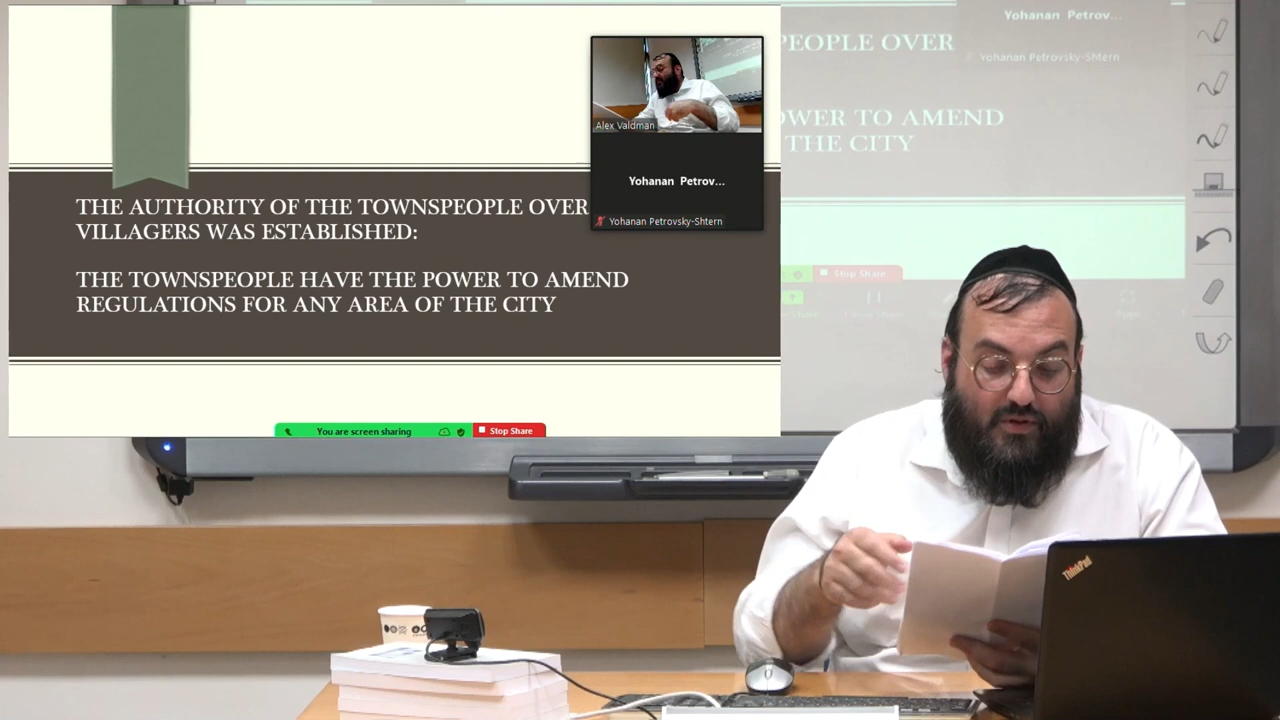 THE AUTHORITY OF THE TOWNSPEOPLE OVER
VILLAGERS WAS ESTABLISHED:
THE TOWNSPEOPLE HAVE THE POWER TO AMEND
REGULATIONS FOR ANY AREA OF THE CITY
Alex Valdman
Yohanan Petrov...
Yohanan Petrovsky-Shtern
You are screen sharing
Stop Share
Yohanan Petrov...
PEOPLE OVER
Yohanan Petrovsky-Shtern
OWER TO AMEND
THE CITY
Stop Share
ThinkPad